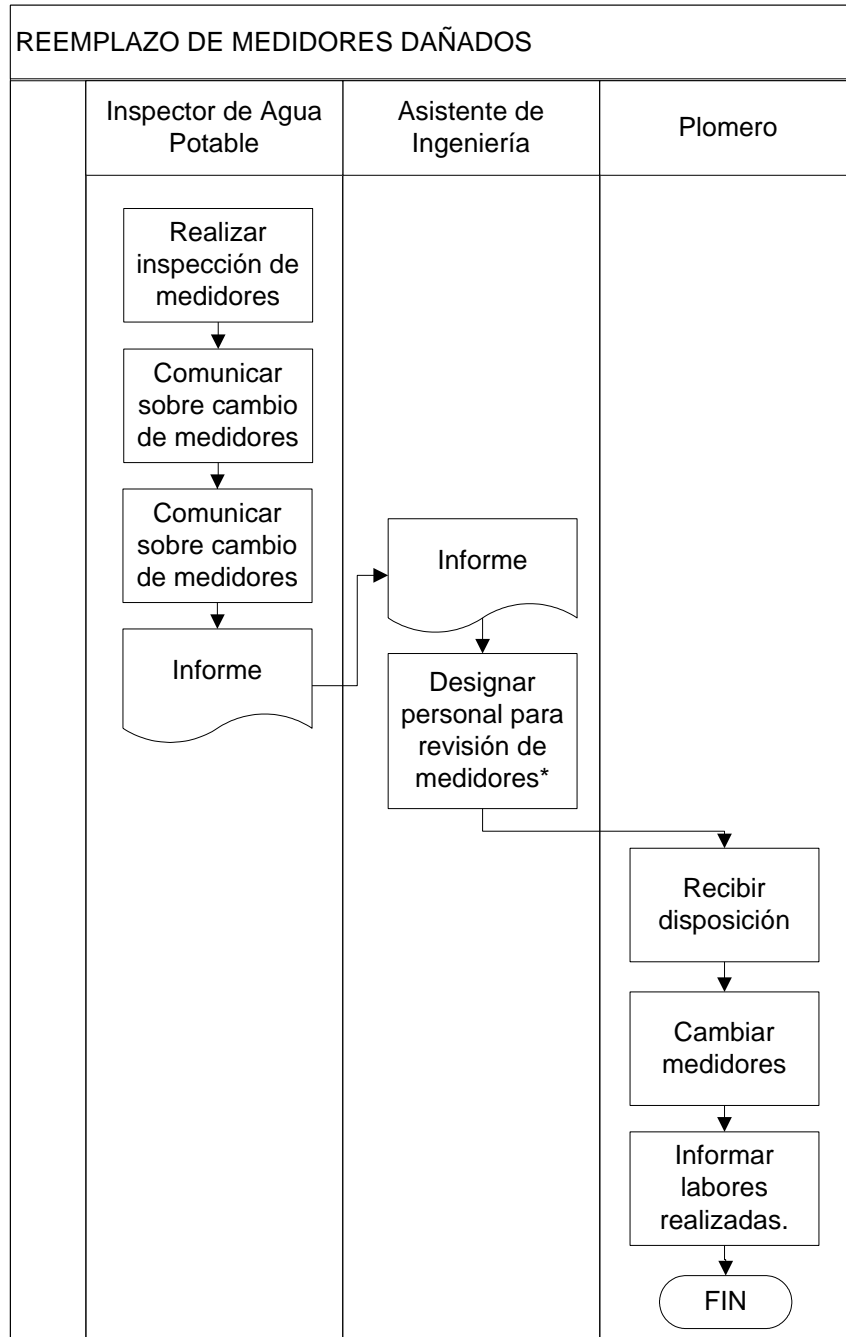 REEMPLAZO DE MEDIDORES DAÑADOS
Inspector de Agua
Potable
Asistente de
Ingeniería
Plomero
Realizar
inspección de
medidores
Comunicar
sobre cambio
de medidores
Comunicar
sobre cambio
de medidores
Informe
Informe
Designar
personal para
revisión de
medidores*
Recibir
disposición
Cambiar
medidores
Informar
labores
realizadas.
FIN